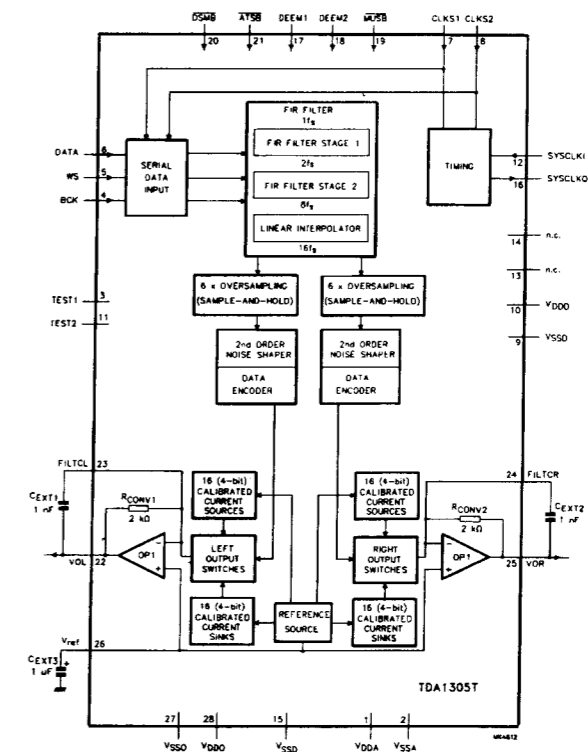 DSMB ATSB DEEM1 DEEM2 MUSB CLKS1 CLKS2
20 21 17 18 19 7 8
FIR FILTER
1fs
FIR FILTER STAGE 1
2fs
FIR FILTER STAGE 2
8fs
LINEAR INTERPOLATOR
16fs
DATA 6
WS 5
BCK 4
SERIAL
DATA
INPUT
TIMING
12 SYSCLKI
16 SYSCLKO
14 n.c.
13 n.c.
10 VDDD
9 VSSD
TEST1 3
TEST2 11
6 x OVERSAMPLING
(SAMPLE-AND-HOLD)
6 x OVERSAMPLING
(SAMPLE-AND-HOLD)
2nd ORDER
NOISE SHAPER
DATA
ENCODER
2nd ORDER
NOISE SHAPER
DATA
ENCODER
FILTCL 23
CEXT1
1 nF
RCONV1
2 kΩ
VOL 22
OP1
16 (4-bit)
CALIBRATED
CURRENT
SOURCES
LEFT
OUTPUT
SWITCHES
16 (4-bit)
CALIBRATED
CURRENT
SINKS
REFERENCE
SOURCE
16 (4-bit)
CALIBRATED
CURRENT
SOURCES
RIGHT
OUTPUT
SWITCHES
16 (4-bit)
CALIBRATED
CURRENT
SINKS
24 FILTCR
RCONV2
2 kΩ
CEXT2
1 nF
OP1
25 VOR
Vref 26
CEXT3
1 µF
TDA1305T
27 28 15 1 2
VSSO VDDO VSSD VDDA VSSA